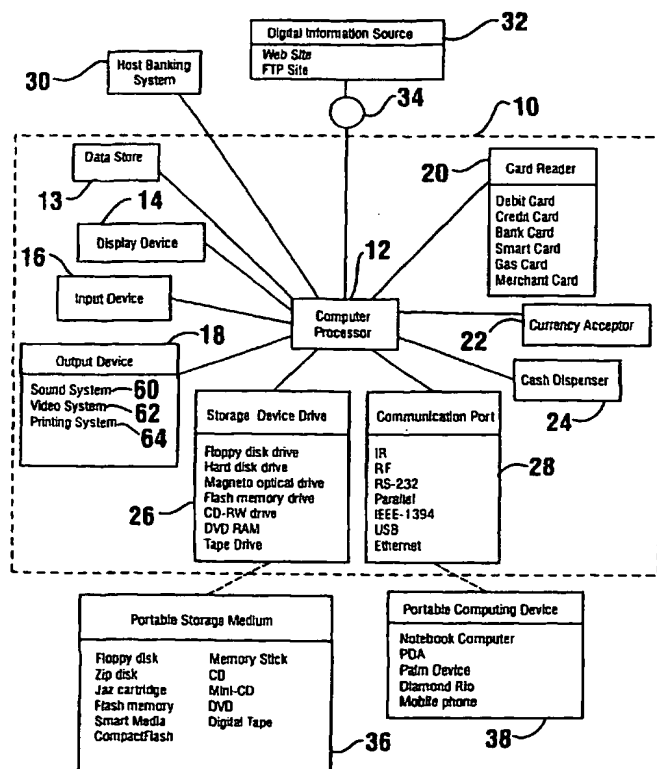 32
Digital Information Source
Web Site
FTP Site
30
Host Banking
System
34
10
Data Store
13
14
Display Device
16
Input Device
18
Output Device
Sound System 60
Video System 62
Printing System 64
12
Computer
Processor
20
Card Reader
Debit Card
Credit Card
Bank Card
Smart Card
Gas Card
Merchant Card
22
Currency Acceptor
Cash Dispenser
24
Storage Device Drive
Floppy disk drive
Hard disk drive
Magneto optical drive
Flash memory drive
CD-RW drive
DVD RAM
Tape Drive
26
Communication Port
IR
RF
RS-232
Parallel
IEEE-1394
USB
Ethernet
28
Portable Storage Medium
Floppy disk
Zip disk
Jaz cartridge
Flash memory
Smart Media
CompactFlash
Memory Stick
CD
Mini-CD
DVD
Digital Tape
36
Portable Computing Device
Notebook Computer
PDA
Palm Device
Diamond Rio
Mobile phone
38